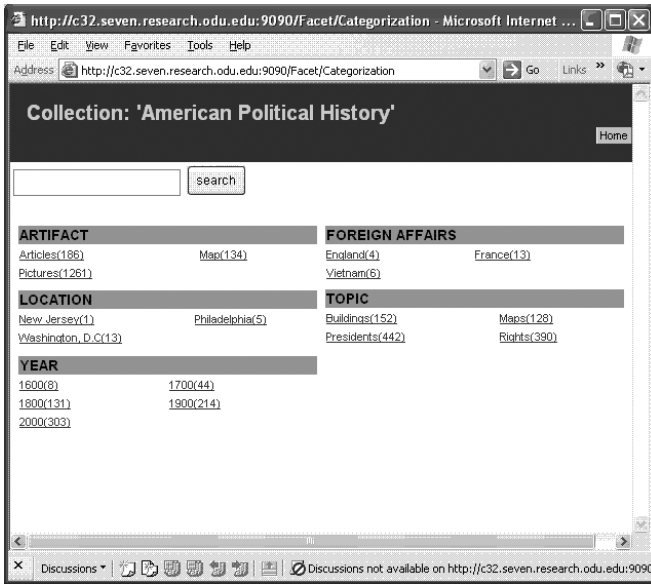 http://c32.seven.research.odu.edu:9090/Facet/Categorization - Microsoft Internet ...
File Edit View Favorites Tools Help
Address http://c32.seven.research.odu.edu:9090/Facet/Categorization Go Links »
Collection: 'American Political History'
Home
search
ARTIFACT
Articles(186) Map(134)
Pictures(1261)
FOREIGN AFFAIRS
England(4) France(13)
Vietnam(6)
LOCATION
New Jersey(1) Philadelphia(5)
Washington, D.C(13)
TOPIC
Buildings(152) Maps(128)
Presidents(442) Rights(390)
YEAR
1600(8) 1700(44)
1800(131) 1900(214)
2000(303)
Discussions Discussions not available on http://c32.seven.research.odu.edu:9090